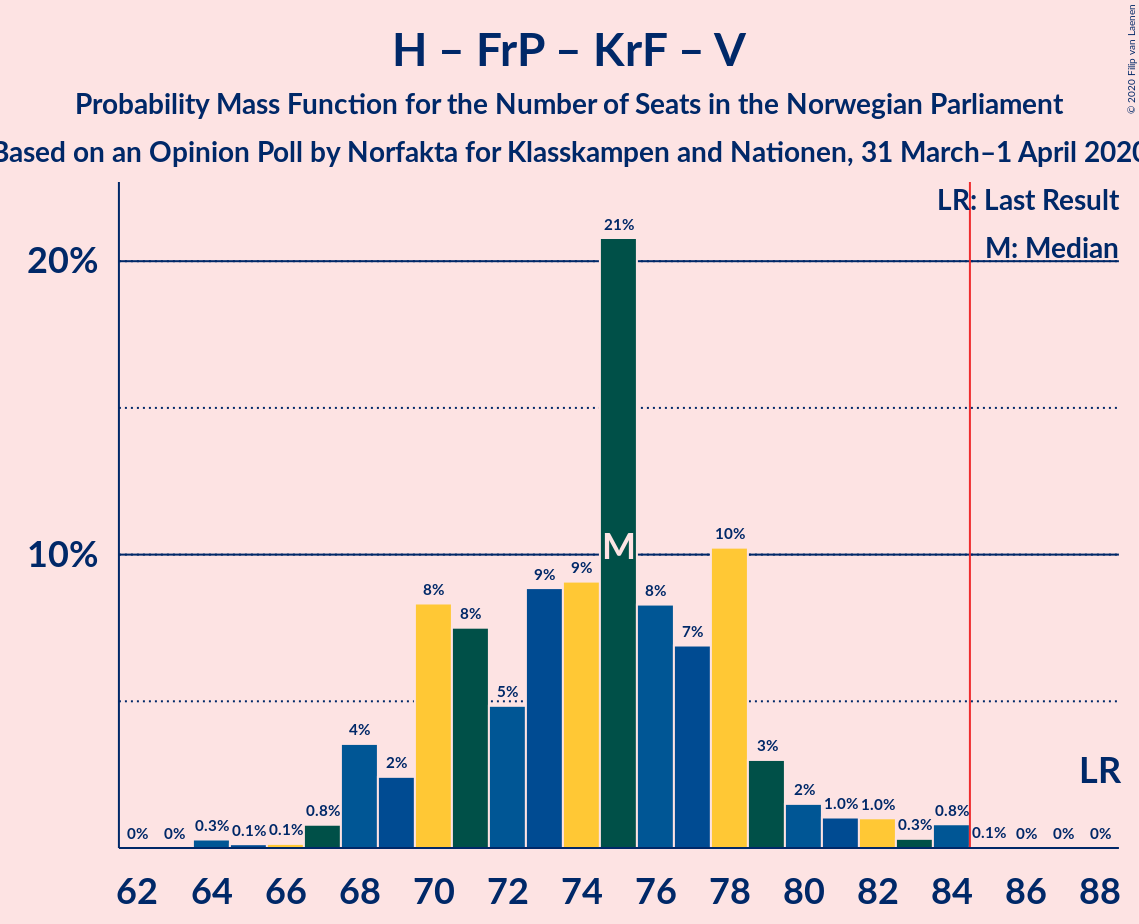 H – FrP – KrF – V
Probability Mass Function for the Number of Seats in the Norwegian Parliament
Based on an Opinion Poll by Norfakta for Klasskampen and Nationen, 31 March–1 April 2020
© 2020 Filip van Laenen
LR: Last Result
M: Median
20%
10%
0% 0% 0.3% 0.1% 0.1% 0.8% 4% 2% 8% 8% 5% 9% 9% 21% 8% 7% 10% 3% 2% 1.0% 1.0% 0.3% 0.8% 0.1% 0% 0% 0%
M
LR
62 64 66 68 70 72 74 76 78 80 82 84 86 88